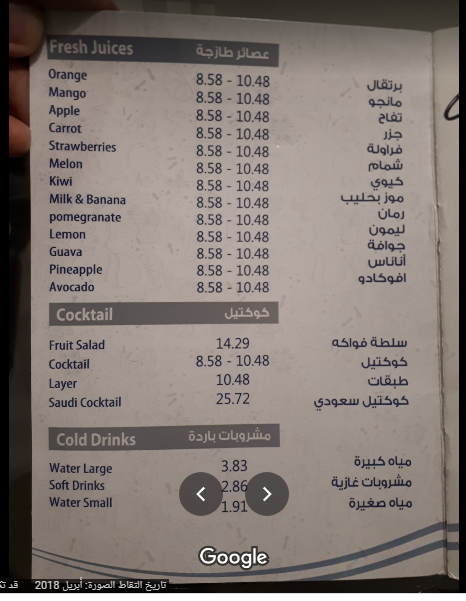 Fresh Juices عصائر طازجة
Orange 8.58 - 10.48 برتقال
Mango 8.58 - 10.48 مانجو
Apple 8.58 - 10.48 تفاح
Carrot 8.58 - 10.48 جزر
Strawberries 8.58 - 10.48 فراولة
Melon 8.58 - 10.48 شمام
Kiwi 8.58 - 10.48 كيوي
Milk & Banana 8.58 - 10.48 موز بحليب
pomegranate 8.58 - 10.48 رمان
Lemon 8.58 - 10.48 ليمون
Guava 8.58 - 10.48 جوافة
Pineapple 8.58 - 10.48 أناناس
Avocado 8.58 - 10.48 افوكادو
Cocktail كوكتيل
Fruit Salad 14.29 سلطة فواكه
Cocktail 8.58 - 10.48 كوكتيل
Layer 10.48 طبقات
Saudi Cocktail 25.72 كوكتيل سعودي
Cold Drinks مشروبات باردة
Water Large 3.83 مياه كبيرة
Soft Drinks 2.86 مشروبات غازية
Water Small 1.91 مياه صغيرة
Google
تاريخ التقاط الصورة: أبريل 2018 قد